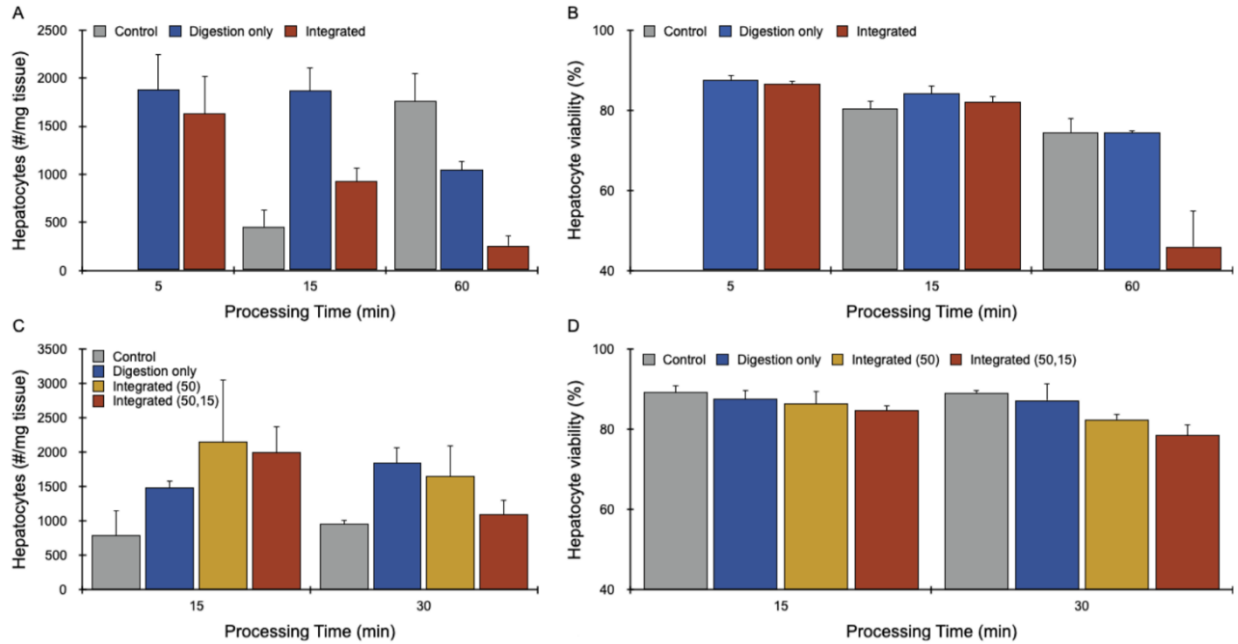 A
Control Digestion only Integrated
Hepatocytes (#/mg tissue)
2500
2000
1500
1000
500
0
5 15 60
Processing Time (min)
B
Control Digestion only Integrated
Hepatocyte viability (%)
100
80
60
40
5 15 60
Processing Time (min)
C
Control
Digestion only
Integrated (50)
Integrated (50,15)
Hepatocytes (#/mg tissue)
3500
3000
2500
2000
1500
1000
500
0
15 30
Processing Time (min)
D
Control Digestion only Integrated (50) Integrated (50,15)
Hepatocyte viability (%)
100
80
60
40
15 30
Processing Time (min)